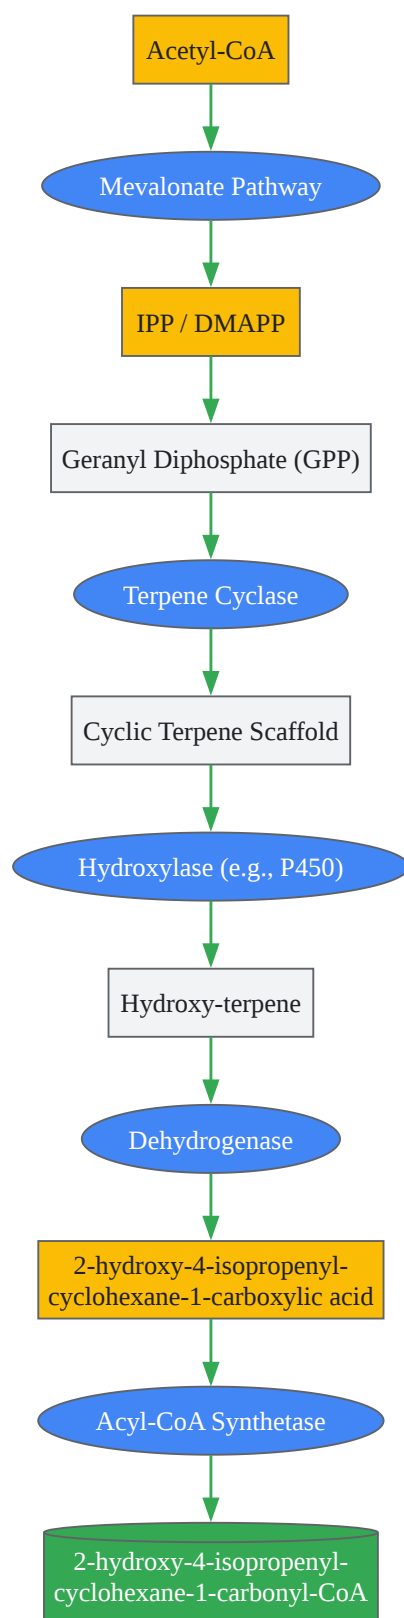 Acetyl-CoA
Mevalonate Pathway
IPP / DMAPP
Geranyl Diphosphate (GPP)
Terpene Cyclase
Cyclic Terpene Scaffold
Hydroxylase (e.g., P450)
Hydroxy-terpene
Dehydrogenase
2-hydroxy-4-isopropenyl-
cyclohexane-1-carboxylic acid
Acyl-CoA Synthetase
2-hydroxy-4-isopropenyl-
cyclohexane-1-carbonyl-CoA